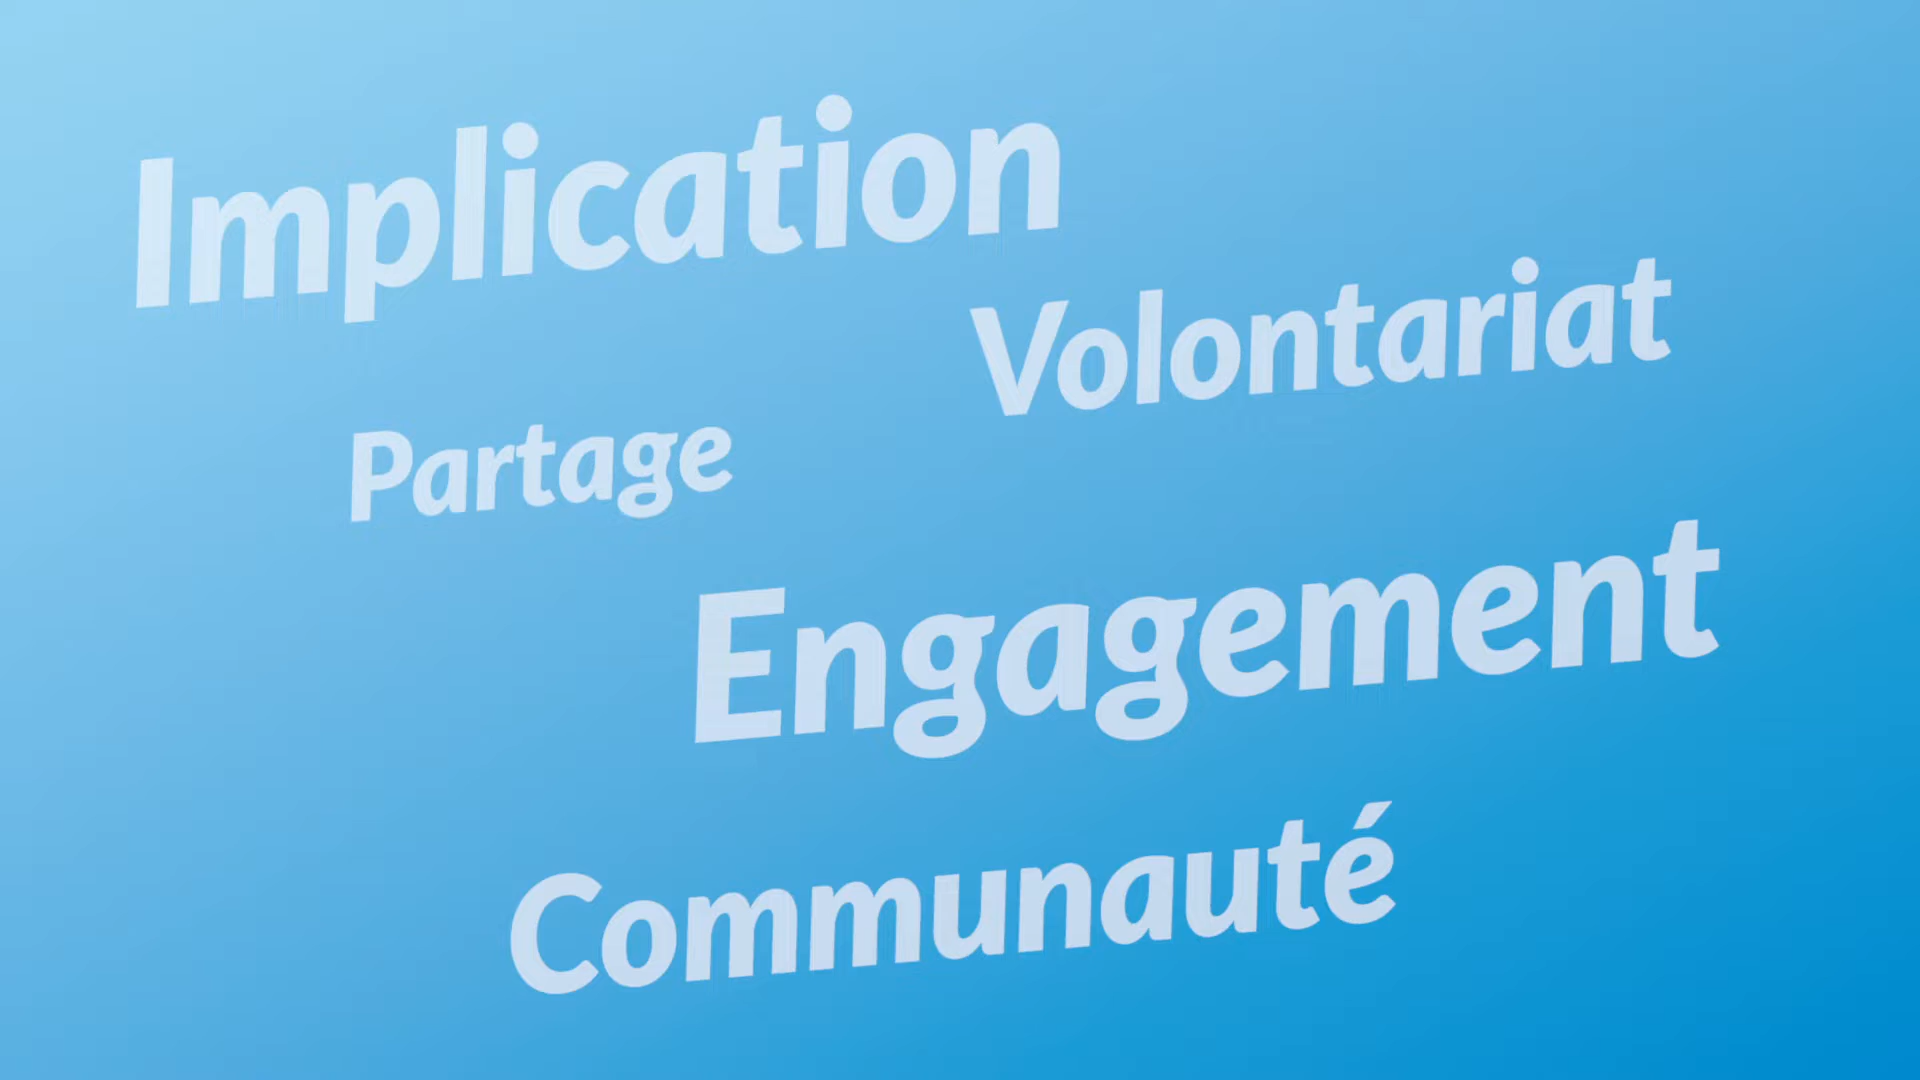 Implication
Volontariat
Partage
Engagement
Communauté